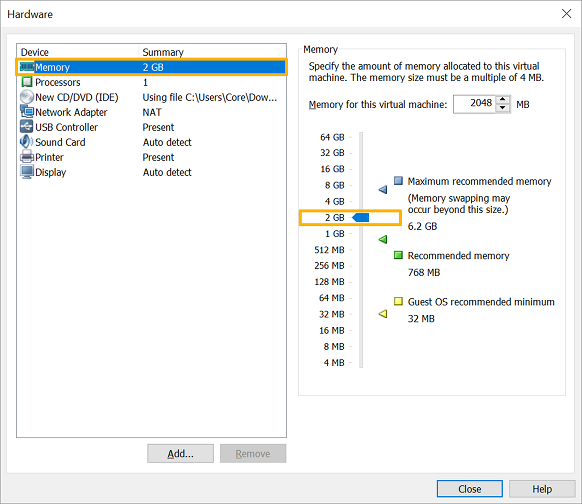 Hardware
Device Summary
Memory 2 GB
Processors 1
New CD/DVD (IDE) Using file C:\Users\Core\Dow...
Network Adapter NAT
USB Controller Present
Sound Card Auto detect
Printer Present
Display Auto detect
Add...
Remove
Memory
Specify the amount of memory allocated to this virtual
machine. The memory size must be a multiple of 4 MB.
Memory for this virtual machine: 2048 MB
64 GB
32 GB
16 GB
8 GB
4 GB
2 GB
1 GB
512 MB
256 MB
128 MB
64 MB
32 MB
16 MB
8 MB
4 MB
Maximum recommended memory
(Memory swapping may
occur beyond this size.)
6.2 GB
Recommended memory
768 MB
Guest OS recommended minimum
32 MB
Close
Help